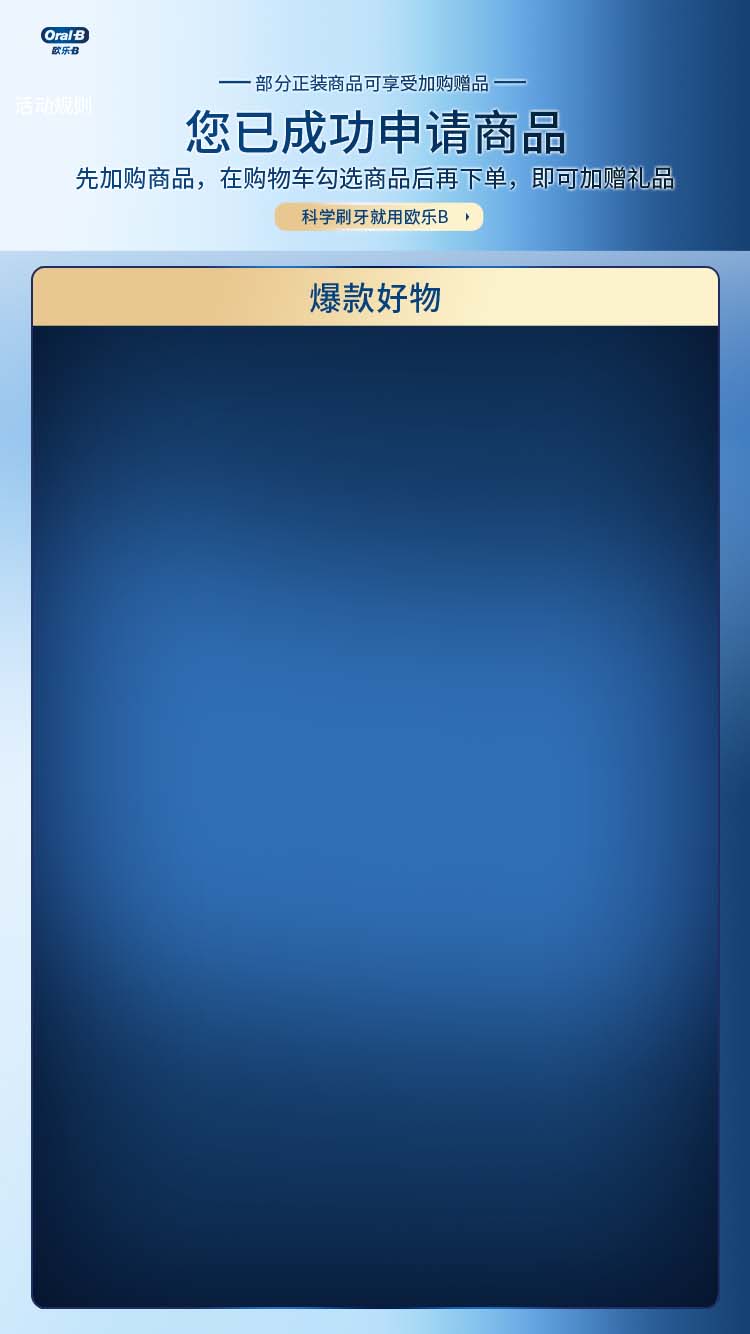 Oral-B
欧乐-B
部分正装商品可享受加购赠品
活动规则
您已成功申请商品
先加购商品，在购物车勾选商品后再下单，即可加赠礼品
科学刷牙就用欧乐B
爆款好物